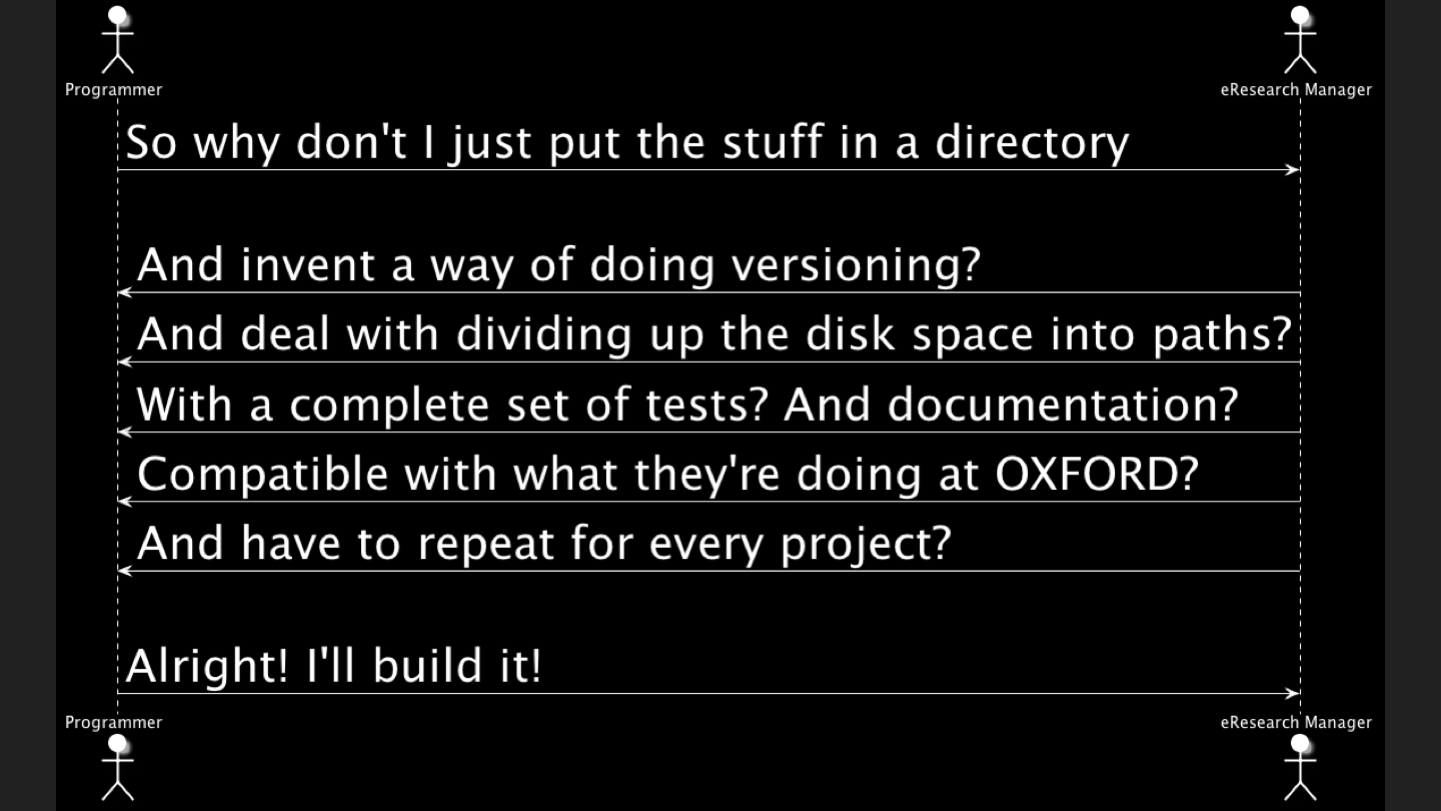 Programmer
eResearch Manager
So why don't I just put the stuff in a directory
And invent a way of doing versioning?
And deal with dividing up the disk space into paths?
With a complete set of tests? And documentation?
Compatible with what they're doing at OXFORD?
And have to repeat for every project?
Alright! I'll build it!
Programmer
eResearch Manager